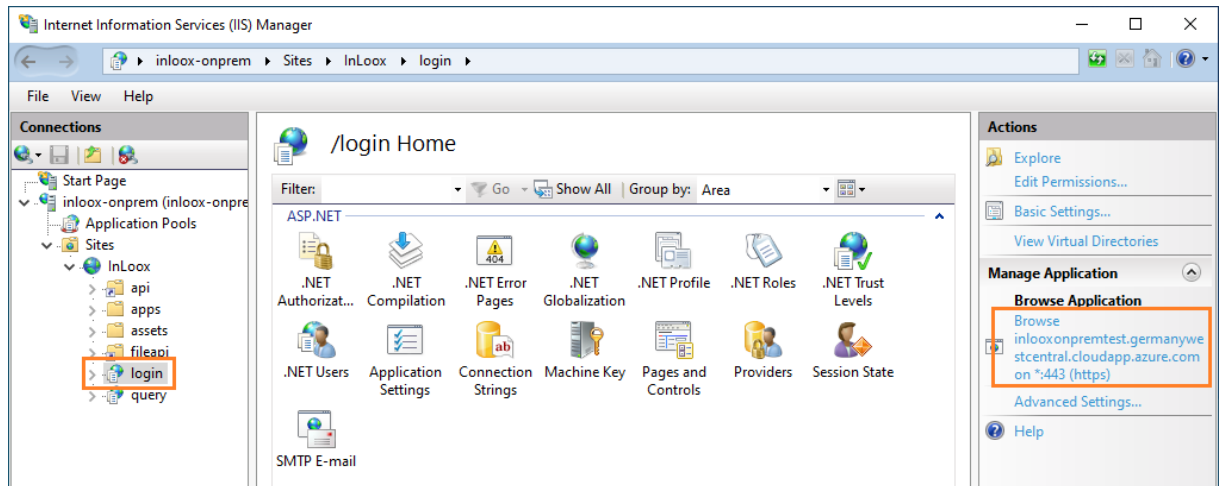 Internet Information Services (IIS) Manager
inloox-onprem Sites InLoox login
File View Help
Connections
Start Page
inloox-onprem (inloox-onpre
Application Pools
Sites
InLoox
api
apps
assets
fileapi
login
query
/login Home
Filter: Go Show All Group by: Area
ASP.NET
.NET
Authorizat...
.NET
Compilation
404
.NET Error
Pages
.NET
Globalization
.NET Profile
.NET Roles
.NET Trust
Levels
.NET Users
Application
Settings
ab
Connection
Strings
Machine Key
Pages and
Controls
Providers
Session State
SMTP E-mail
Actions
Explore
Edit Permissions...
Basic Settings...
View Virtual Directories
Manage Application
Browse Application
Browse
inlooxonpremtest.germanywe
stcentral.cloudapp.azure.com
on *:443 (https)
Advanced Settings...
Help